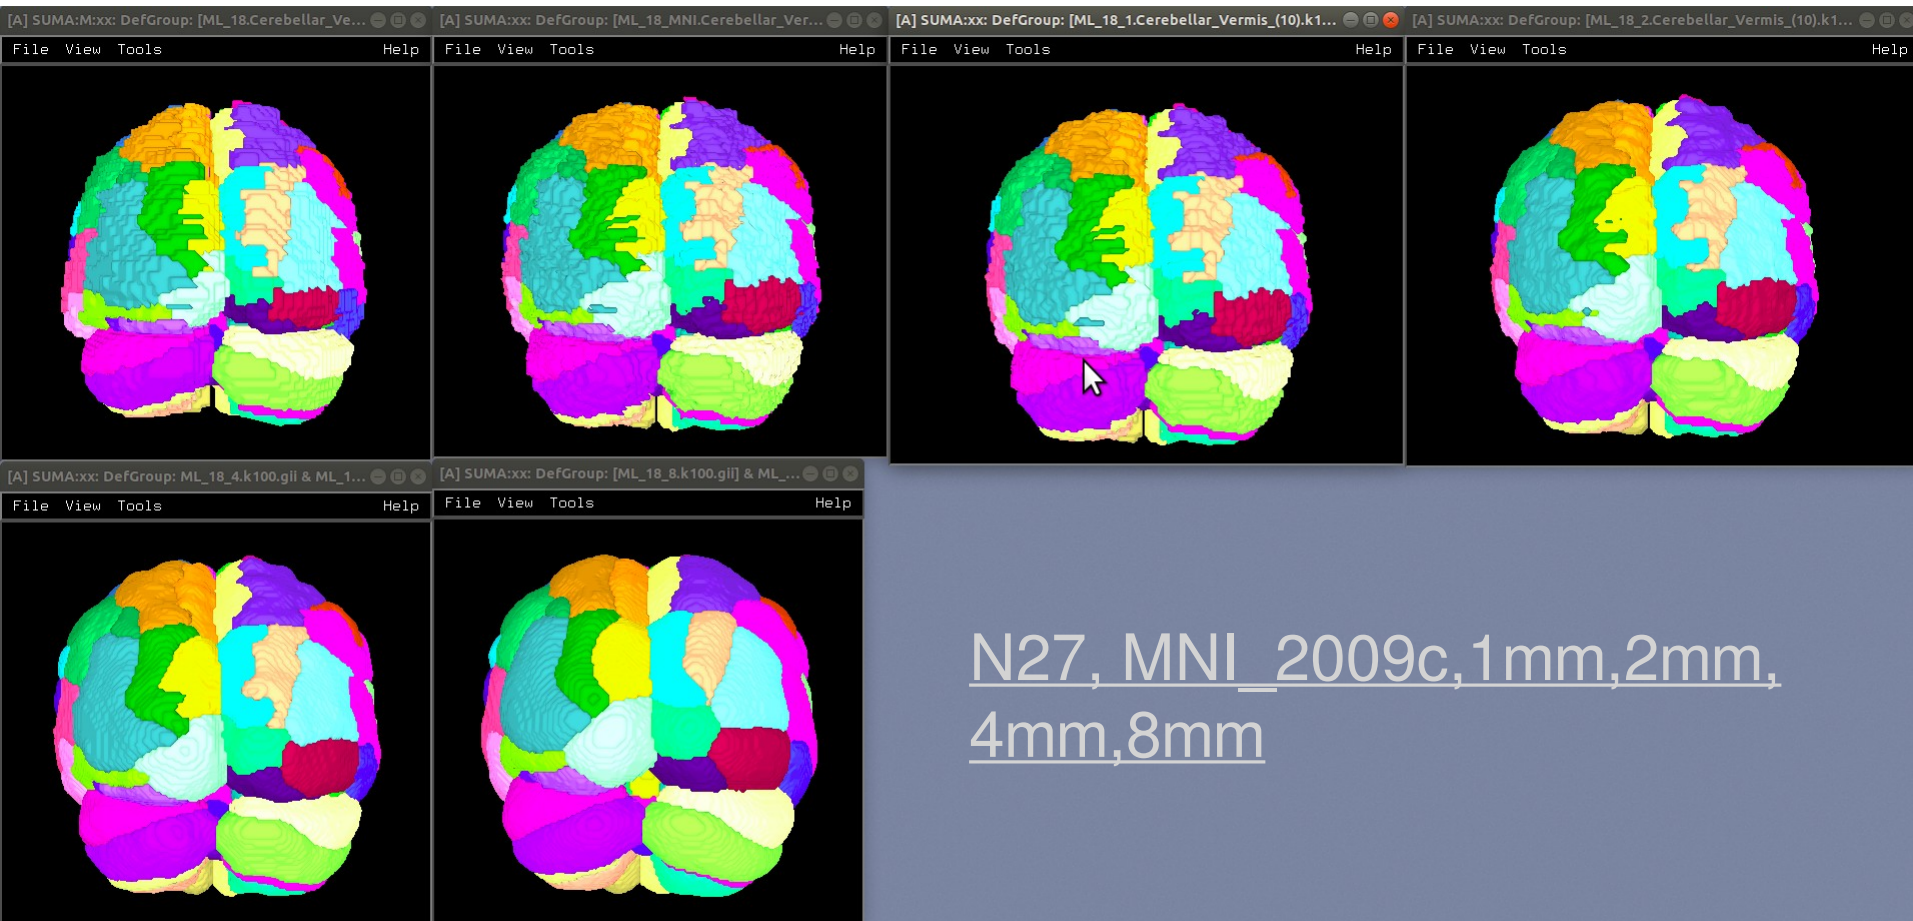 [A] SUMA:M:xx: DefGroup: [ML_18.Cerebellar_Ve...
[A] SUMA:xx: DefGroup: [ML_18_MNI.Cerebellar_Ver...
[A] SUMA:xx: DefGroup: [ML_18_1.Cerebellar_Vermis_(10).k1...
[A] SUMA:xx: DefGroup: [ML_18_2.Cerebellar_Vermis_(10).k1...
File View Tools Help
File View Tools Help
File View Tools Help
File View Tools Help
[A] SUMA:xx: DefGroup: ML_18_4.k100.gii & ML_1...
[A] SUMA:xx: DefGroup: [ML_18_8.k100.gii] & ML_...
File View Tools Help
File View Tools Help
N27, MNI_2009c,1mm,2mm,
4mm,8mm